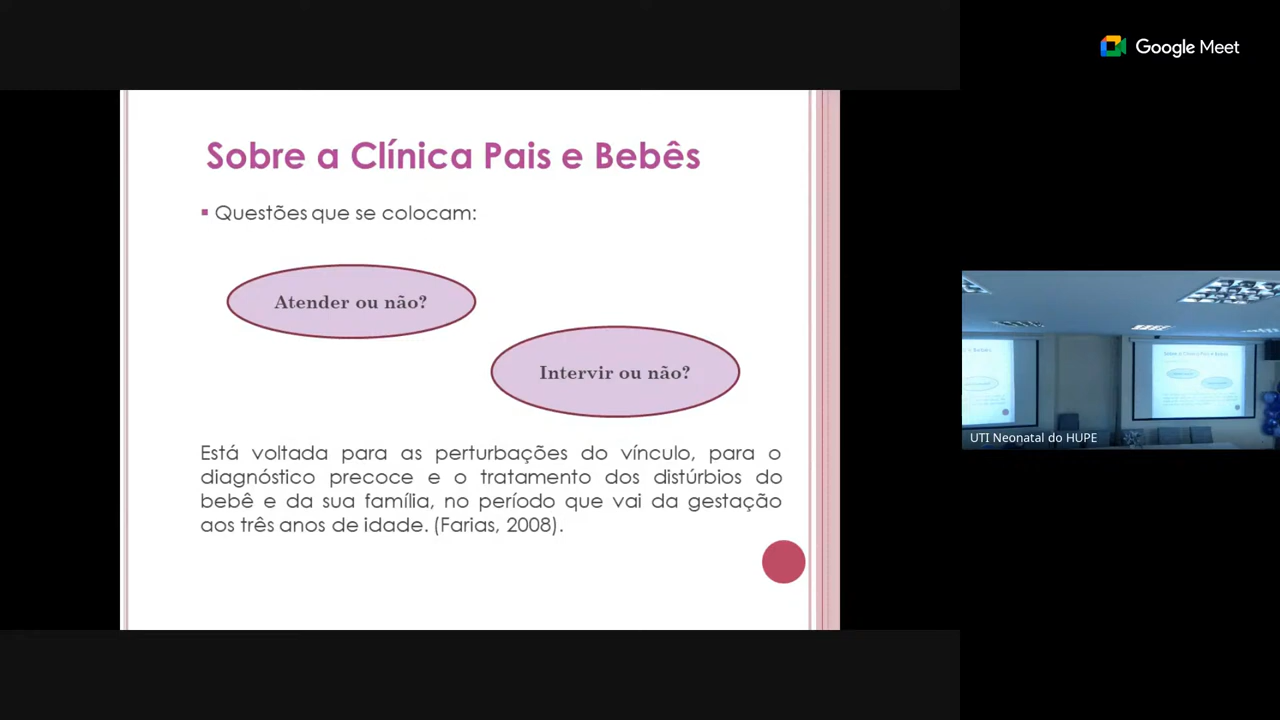 Google Meet
Sobre a Clínica Pais e Bebês
Questões que se colocam:
Atender ou não?
Intervir ou não?
Está voltada para as perturbações do vínculo, para o
diagnóstico precoce e o tratamento dos distúrbios do
bebê e da sua família, no período que vai da gestação
aos três anos de idade. (Farias, 2008).
UTI Neonatal do HUPE